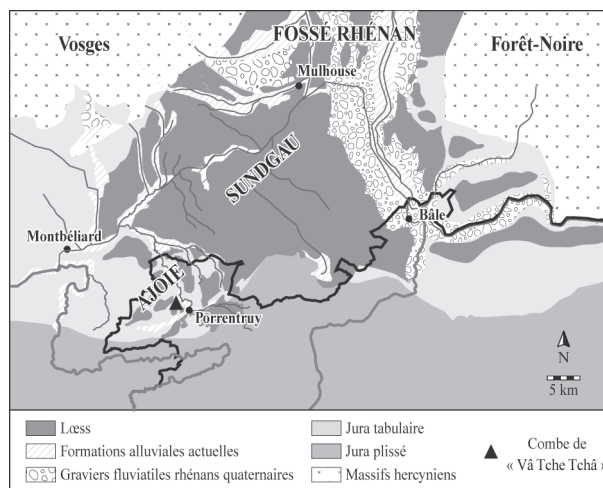 Vosges
FOSSÉ RHÉNAN
Forêt-Noire
Mulhouse
SUNDGAU
Bâle
Montbéliard
AJOIE
Porrentruy
N
5 km
Lœss
Formations alluviales actuelles
Graviers fluviatiles rhénans quaternaires
Jura tabulaire
Jura plissé
Massifs hercyniens
Combe de
« Vâ Tche Tchâ »